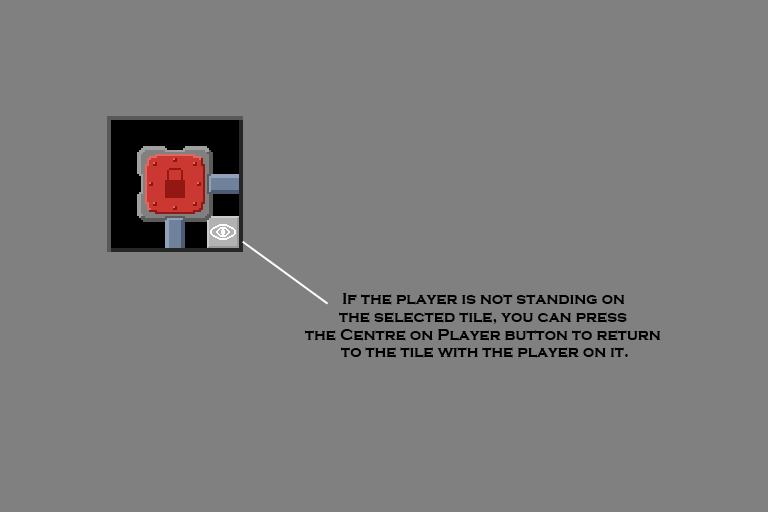 If the player is not standing on
the selected tile, you can press
the Centre on Player button to return
to the tile with the player on it.